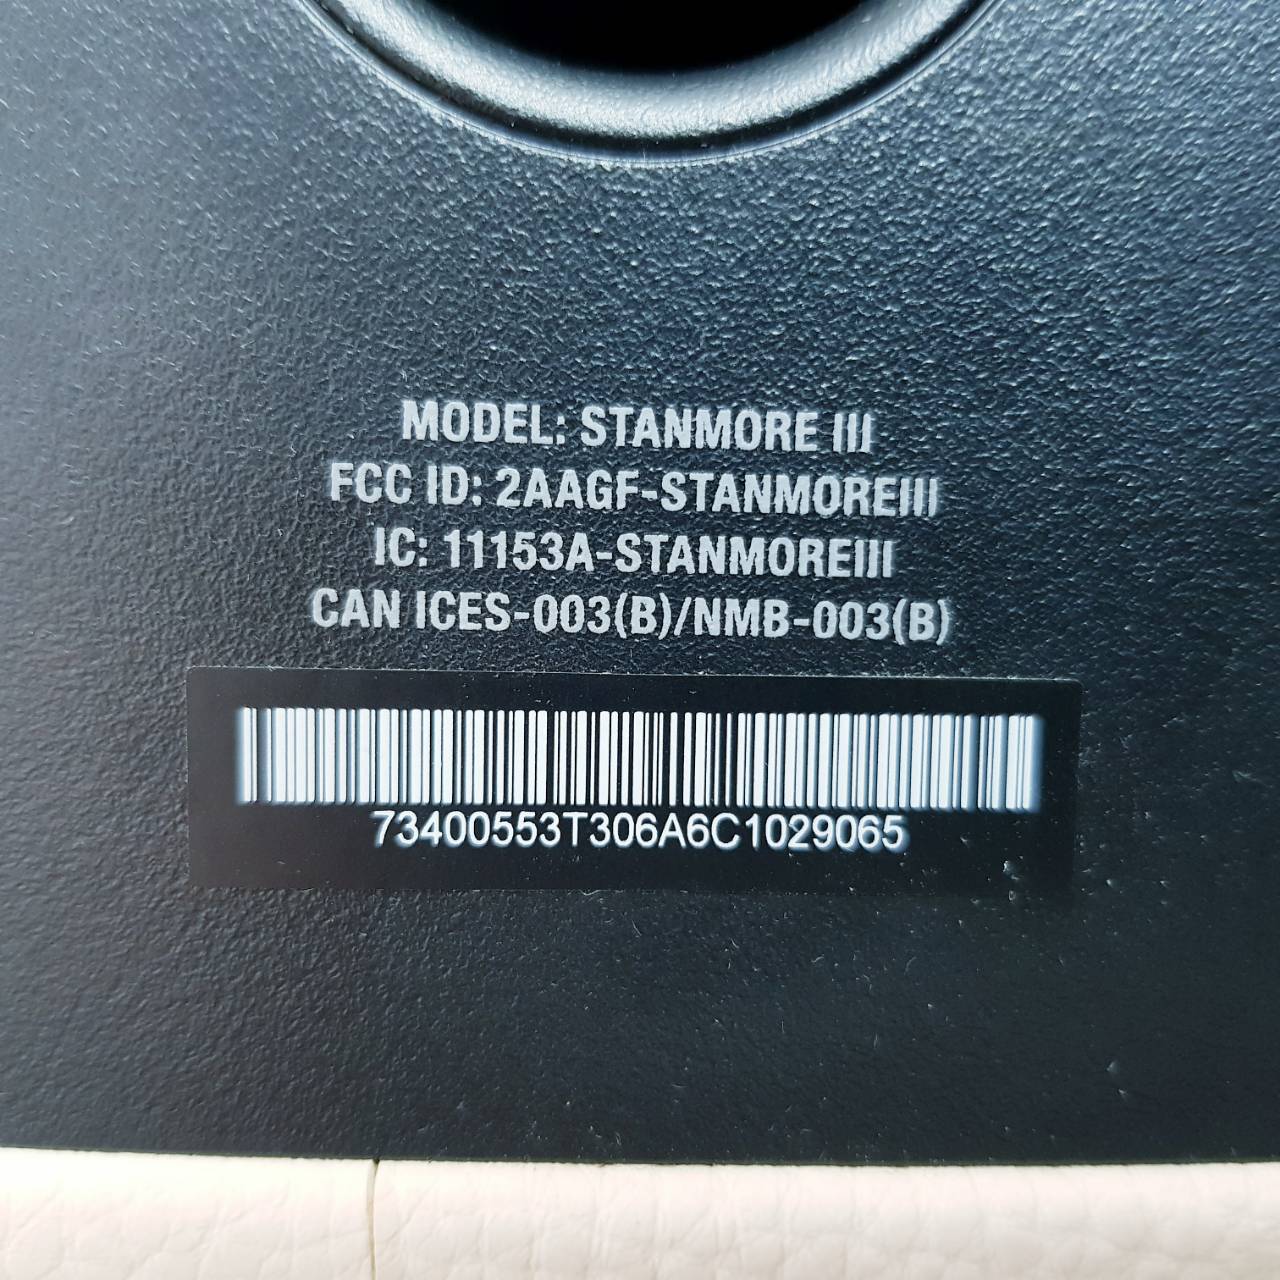 MODEL: STANMORE III
FCC ID: 2AAGF-STANMOREIII
IC: 11153A-STANMOREIII
CAN ICES-003(B)/NMB-003(B)
73400553T306A6C1029065